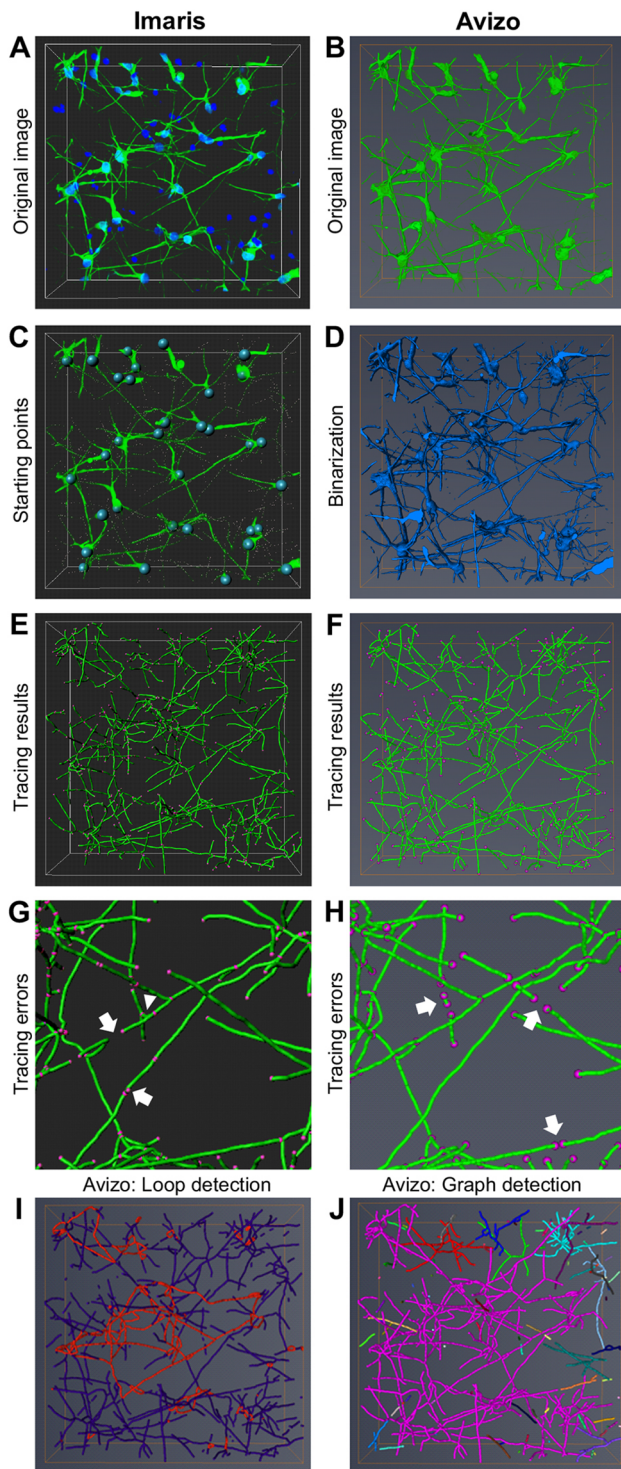 Imaris
Avizo
A
B
Original image
Original image
C
D
Starting points
Binarization
E
F
Tracing results
Tracing results
G
H
Tracing errors
Tracing errors
Avizo: Loop detection
Avizo: Graph detection
I
J